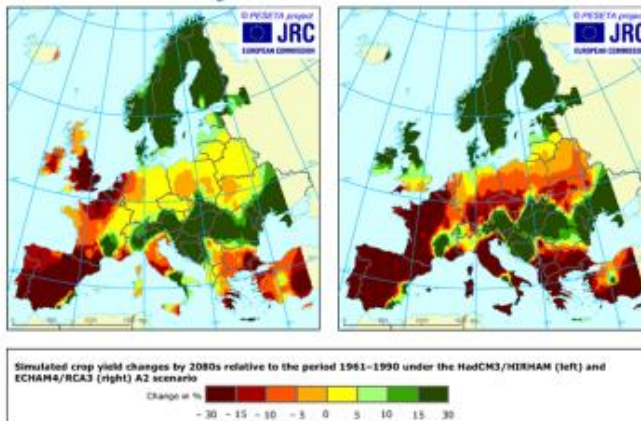 © PESETA project
JRC
EUROPEAN COMMISSION
© PESETA project
JRC
EUROPEAN COMMISSION
Simulated crop yield changes by 2080s relative to the period 1961–1990 under the HadCM3/HIRHAM (left) and
ECHAM4/RCA3 (right) A2 scenario
Change in %
– 30 – 15 – 10 – 5 0 5 10 15 30